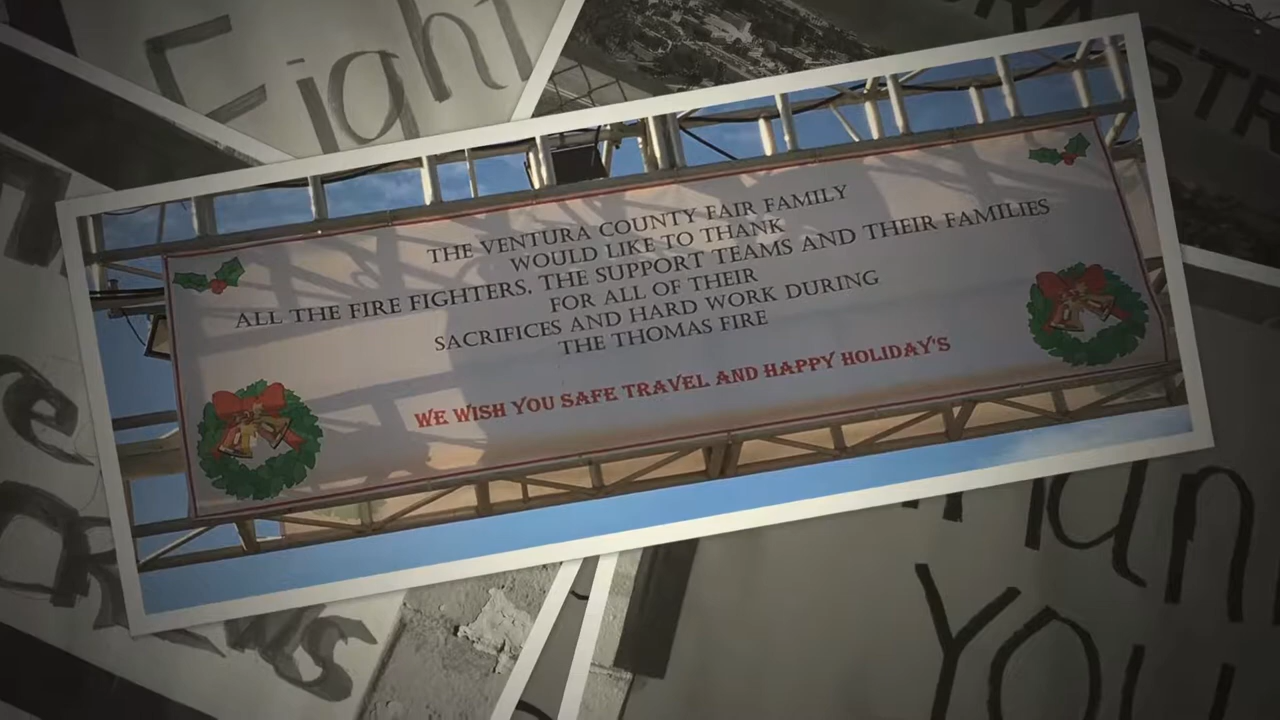 Fight
STR
THE VENTURA COUNTY FAIR FAMILY
WOULD LIKE TO THANK
ALL THE FIRE FIGHTERS. THE SUPPORT TEAMS AND THEIR FAMILIES
FOR ALL OF THEIR
SACRIFICES AND HARD WORK DURING
THE THOMAS FIRE
WE WISH YOU SAFE TRAVEL AND HAPPY HOLIDAY'S
YOU